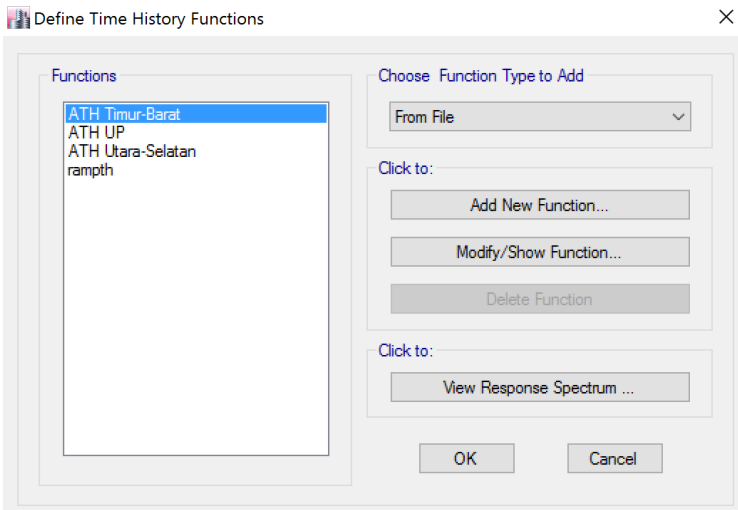 Define Time History Functions
Functions
ATH Timur-Barat
ATH UP
ATH Utara-Selatan
rampth
Choose Function Type to Add
From File
Click to:
Add New Function...
Modify/Show Function...
Delete Function
Click to:
View Response Spectrum ...
OK
Cancel